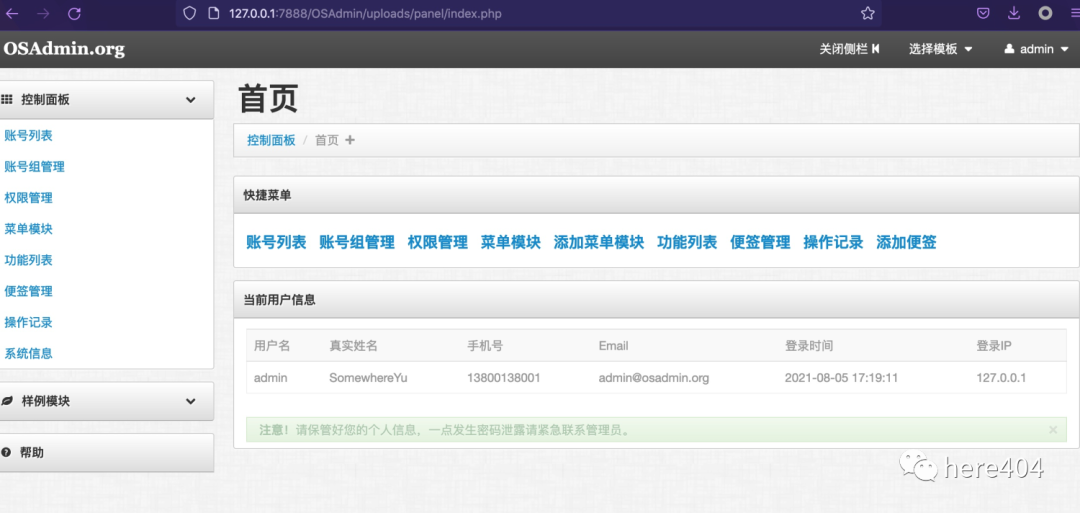 127.0.0.1:7888/OSAdmin/uploads/panel/index.php
OSAdmin.org
关闭侧栏
选择模板
admin
控制面板
账号列表
账号组管理
权限管理
菜单模块
功能列表
便签管理
操作记录
系统信息
样例模块
帮助
首页
控制面板 / 首页
快捷菜单
账号列表 账号组管理 权限管理 菜单模块 添加菜单模块 功能列表 便签管理 操作记录 添加便签
当前用户信息
用户名 真实姓名 手机号 Email 登录时间 登录IP
admin SomewhereYu 13800138001 admin@osadmin.org 2021-08-05 17:19:11 127.0.0.1
注意！请保管好您的个人信息，一点发生密码泄露请紧急联系管理员。
here404